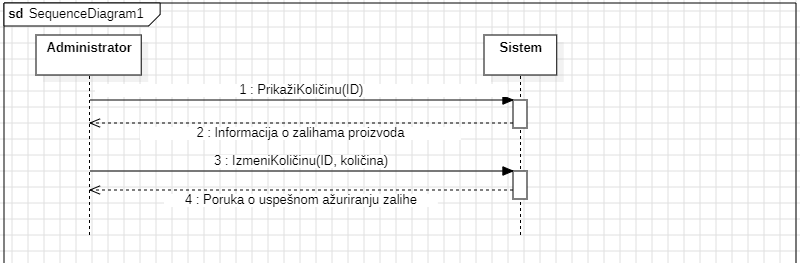 sd SequenceDiagram1
Administrator
Sistem
1 : PrikažiKoličinu(ID)
2 : Informacija o zalihama proizvoda
3 : IzmeniKoličinu(ID, količina)
4 : Poruka o uspešnom ažuriranju zalihe